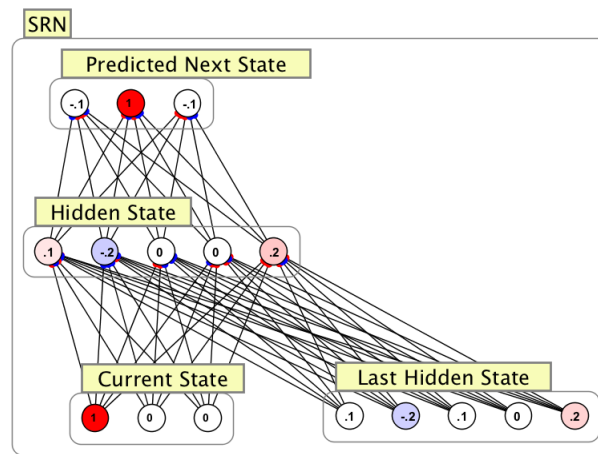 SRN
Predicted Next State
-.1 1 -.1
Hidden State
.1 -.2 0 0 .2
Current State
Last Hidden State
1 0 0
.1 -.2 .1 0 .2